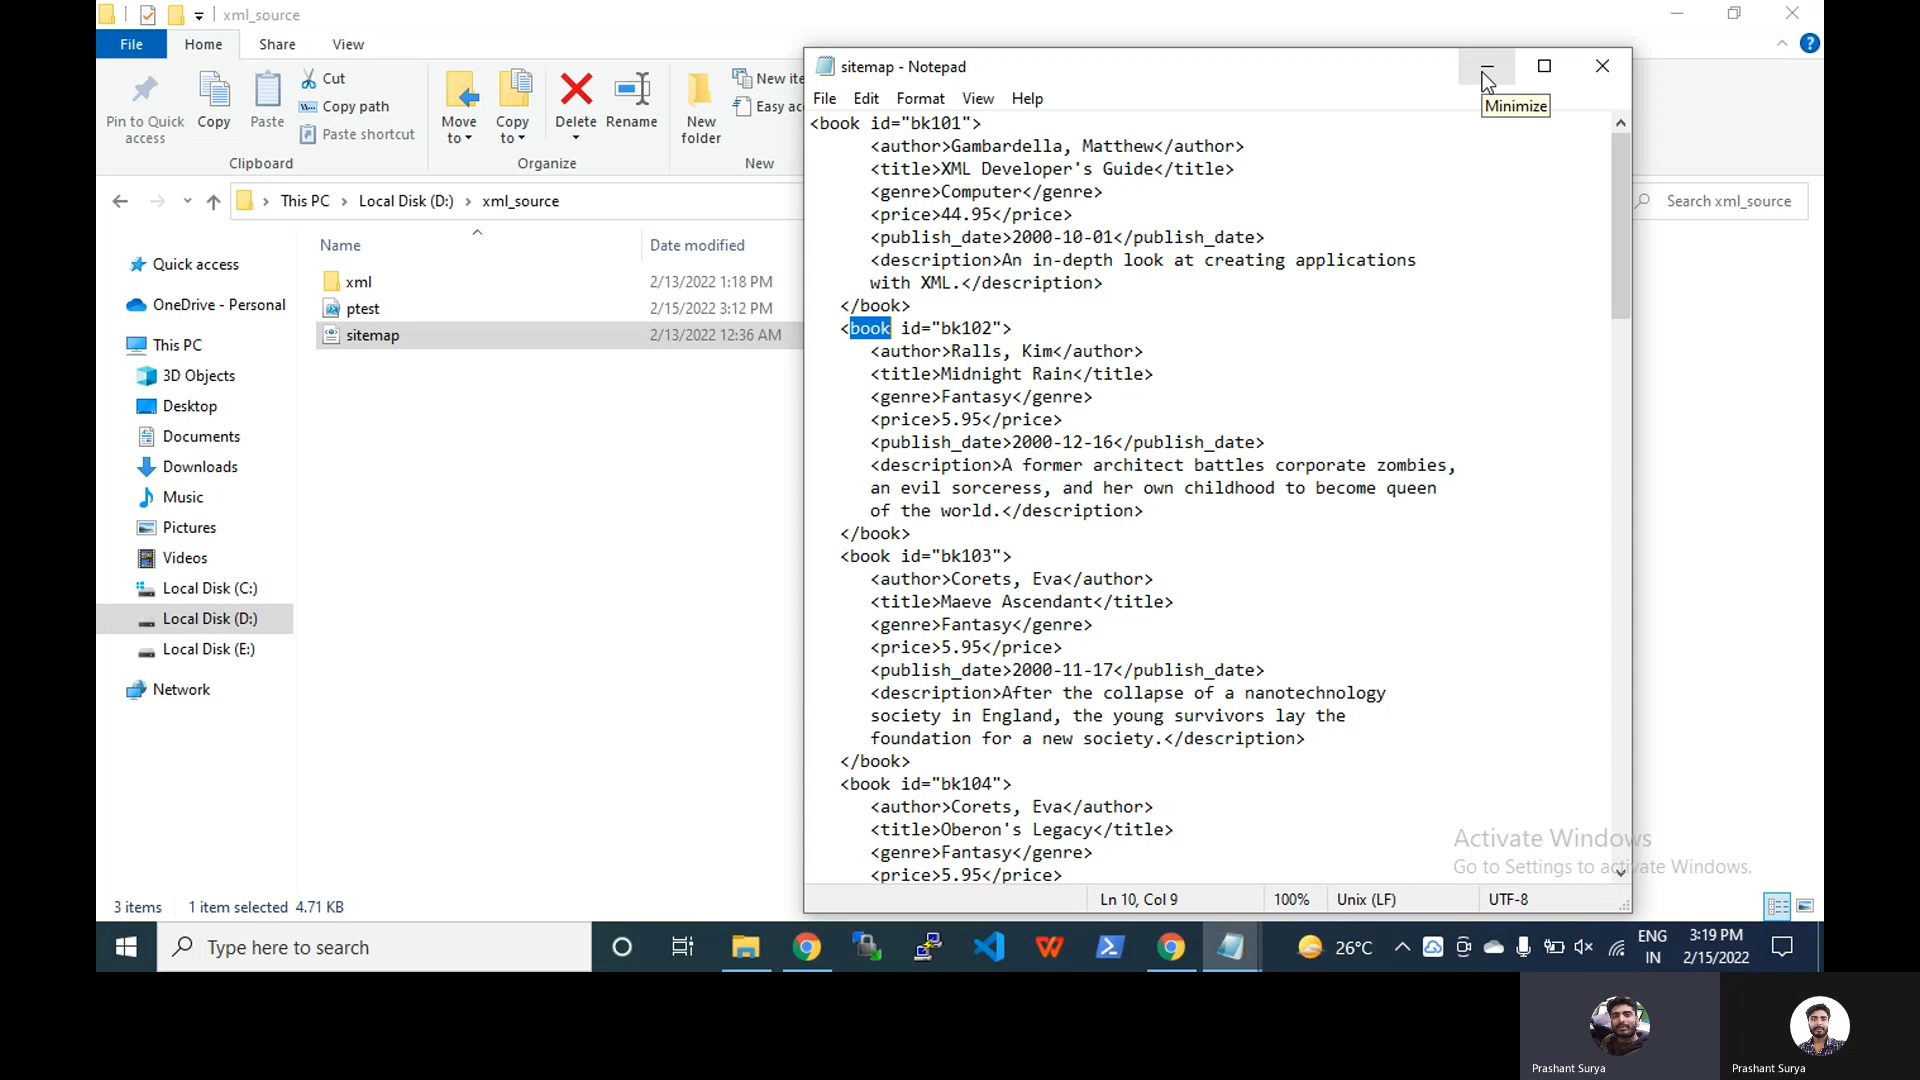 xml_source
File
Home
Share
View
Pin to Quick access
Copy
Paste
Cut
Copy path
Paste shortcut
Clipboard
Move to
Copy to
Delete
Rename
Organize
New folder
New ite
Easy ac
New
This PC
Local Disk (D:)
xml_source
Search xml_source
Name
Date modified
xml
2/13/2022 1:18 PM
ptest
2/15/2022 3:12 PM
sitemap
2/13/2022 12:36 AM
Quick access
OneDrive - Personal
This PC
3D Objects
Desktop
Documents
Downloads
Music
Pictures
Videos
Local Disk (C:)
Local Disk (D:)
Local Disk (E:)
Network
3 items
1 item selected 4.71 KB
sitemap - Notepad
Minimize
File Edit Format View Help
<book id="bk101">
<author>Gambardella, Matthew</author>
<title>XML Developer's Guide</title>
<genre>Computer</genre>
<price>44.95</price>
<publish_date>2000-10-01</publish_date>
<description>An in-depth look at creating applications
with XML.</description>
</book>
<book id="bk102">
<author>Ralls, Kim</author>
<title>Midnight Rain</title>
<genre>Fantasy</genre>
<price>5.95</price>
<publish_date>2000-12-16</publish_date>
<description>A former architect battles corporate zombies,
an evil sorceress, and her own childhood to become queen
of the world.</description>
</book>
<book id="bk103">
<author>Corets, Eva</author>
<title>Maeve Ascendant</title>
<genre>Fantasy</genre>
<price>5.95</price>
<publish_date>2000-11-17</publish_date>
<description>After the collapse of a nanotechnology
society in England, the young survivors lay the
foundation for a new society.</description>
</book>
<book id="bk104">
<author>Corets, Eva</author>
<title>Oberon's Legacy</title>
<genre>Fantasy</genre>
<price>5.95</price>
Activate Windows
Go to Settings to activate Windows.
Ln 10, Col 9
100%
Unix (LF)
UTF-8
Type here to search
26°C
ENG
IN
3:19 PM
2/15/2022
Prashant Surya
Prashant Surya